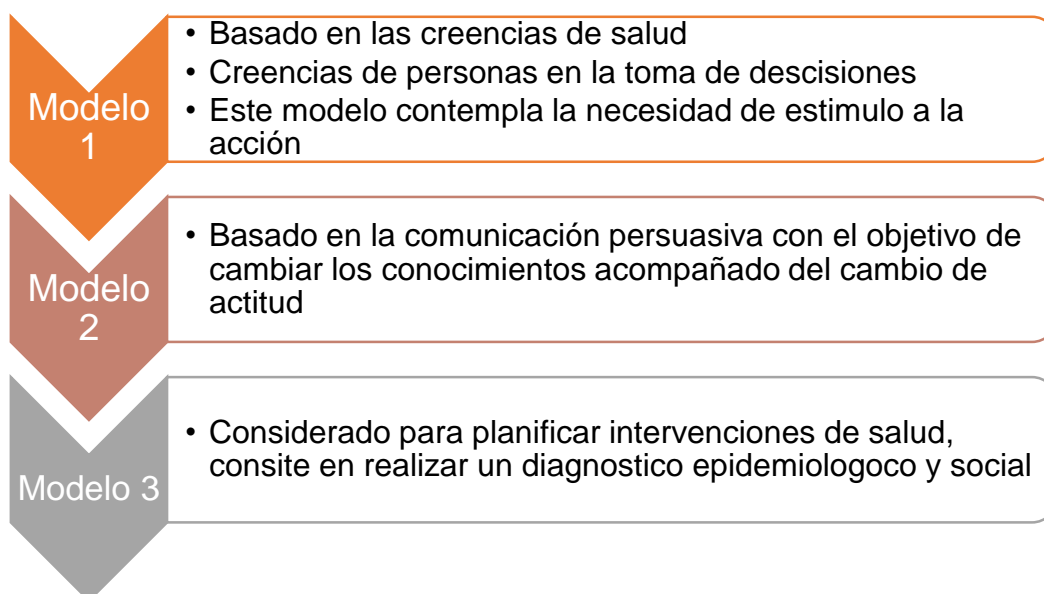 Modelo
1
• Basado en las creencias de salud
• Creencias de personas en la toma de descisiones
• Este modelo contempla la necesidad de estimulo a la
acción
Modelo
2
• Basado en la comunicación persuasiva con el objetivo de
cambiar los conocimientos acompañado del cambio de
actitud
Modelo 3
• Considerado para planificar intervenciones de salud,
consite en realizar un diagnostico epidemiologoco y social